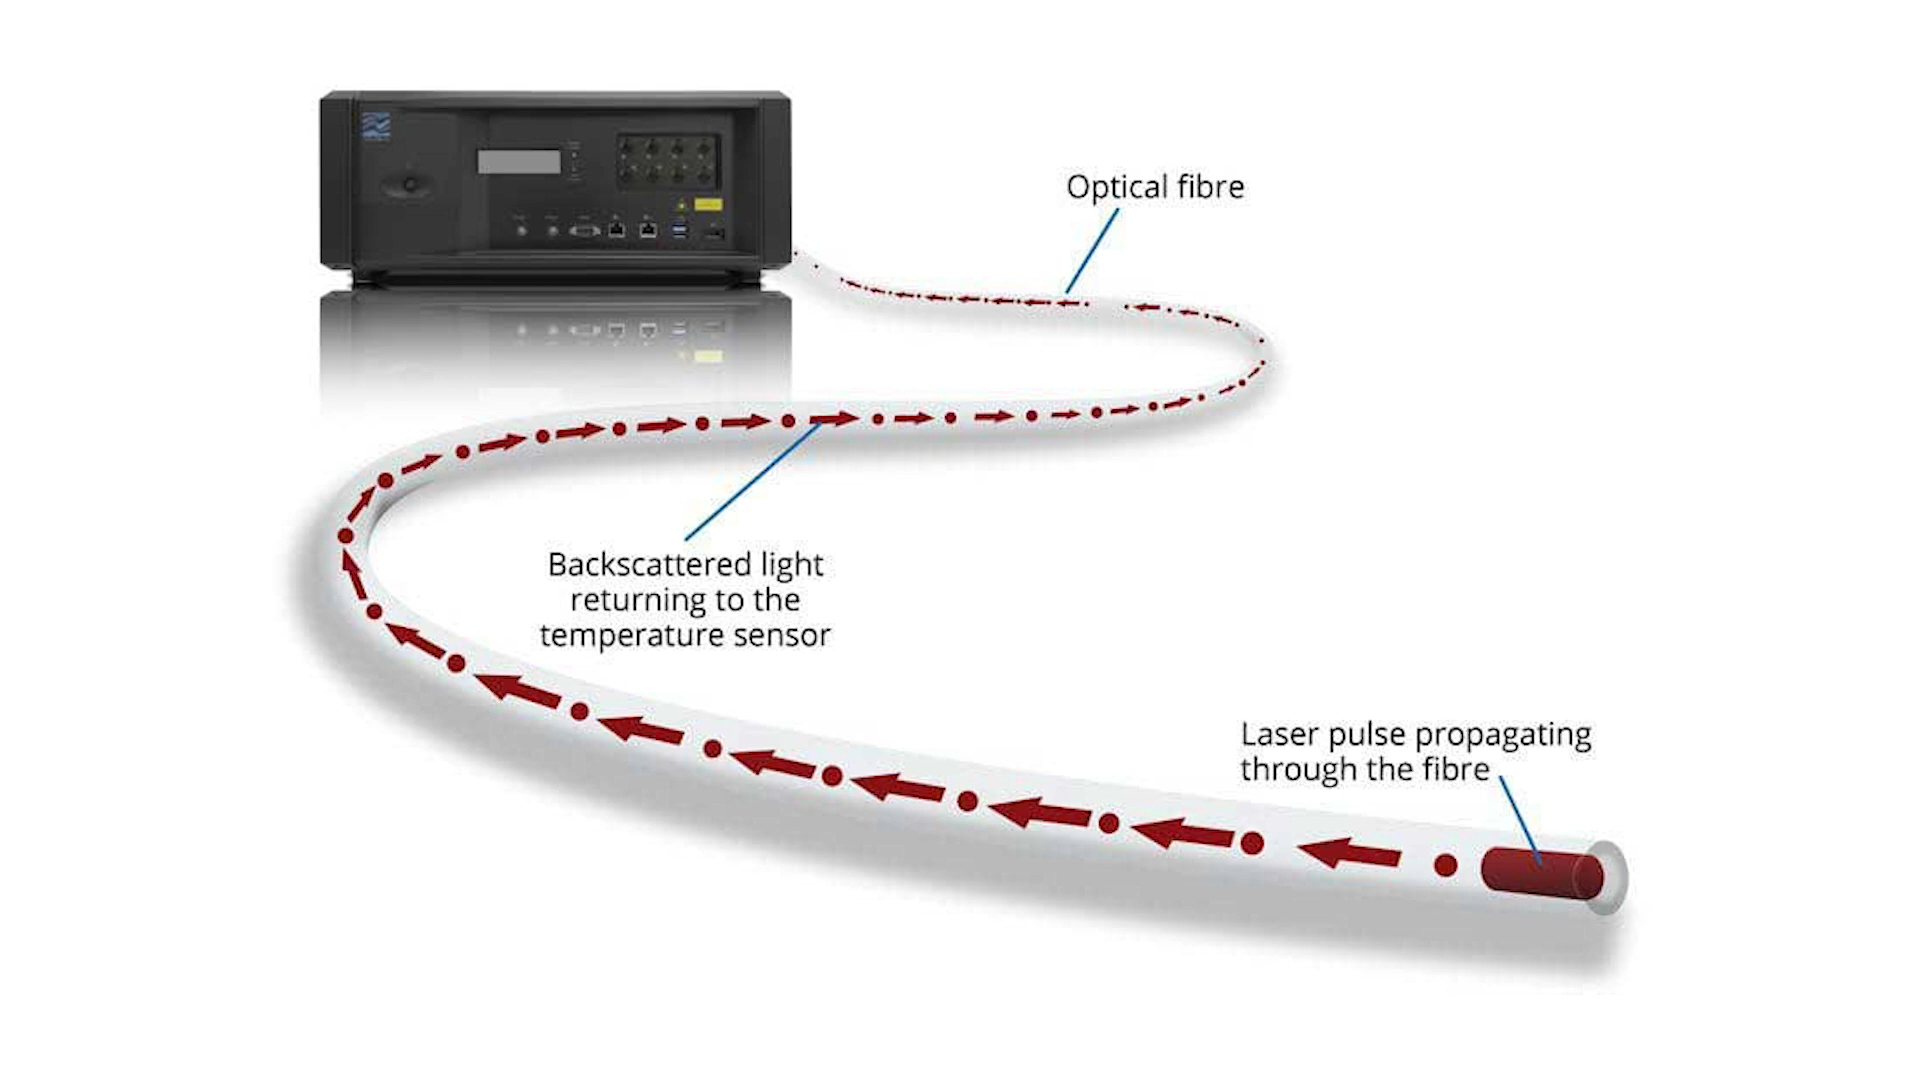 Optical fibre
Backscattered light
returning to the
temperature sensor
Laser pulse propagating
through the fibre